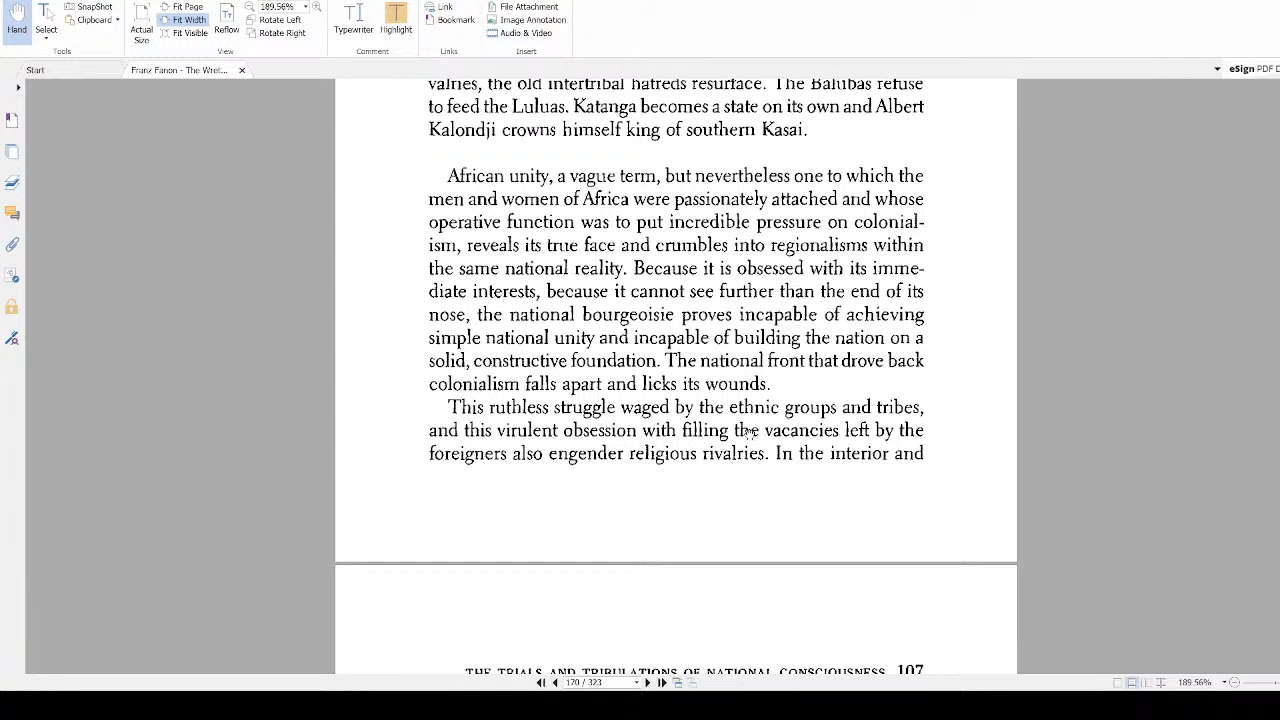 SnapShot
Clipboard
Hand
Select
Tools
Fit Page
Fit Width
Fit Visible
Actual Size
Reflow
189.56%
Rotate Left
Rotate Right
View
Typewriter
Highlight
Comment
Link
Bookmark
Links
File Attachment
Image Annotation
Audio & Video
Insert
Start
Franz Fanon - The Wret...
eSign PDF D
valries, the old intertribal hatreds resurface. The Balubas refuse
to feed the Luluas. Katanga becomes a state on its own and Albert
Kalondji crowns himself king of southern Kasai.
African unity, a vague term, but nevertheless one to which the
men and women of Africa were passionately attached and whose
operative function was to put incredible pressure on colonial-
ism, reveals its true face and crumbles into regionalisms within
the same national reality. Because it is obsessed with its imme-
diate interests, because it cannot see further than the end of its
nose, the national bourgeoisie proves incapable of achieving
simple national unity and incapable of building the nation on a
solid, constructive foundation. The national front that drove back
colonialism falls apart and licks its wounds.
This ruthless struggle waged by the ethnic groups and tribes,
and this virulent obsession with filling the vacancies left by the
foreigners also engender religious rivalries. In the interior and
THE TRIALS AND TRIBULATIONS OF NATIONAL CONSCIOUSNESS 107
170 / 323
189.56%